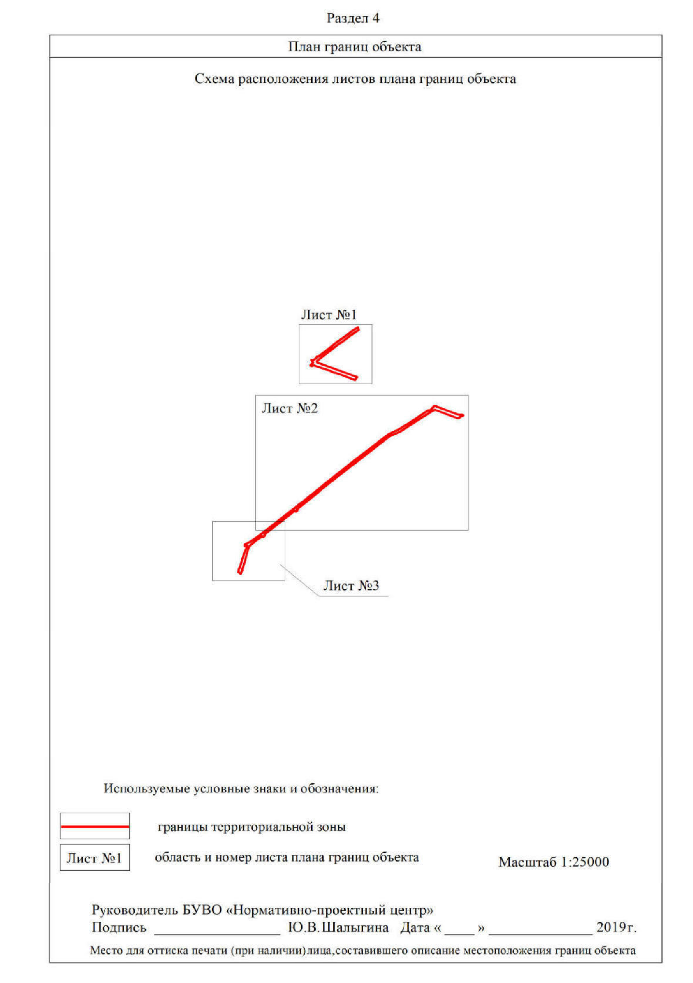 Раздел 4
План границ объекта
Схема расположения листов плана границ объекта
Лист №1
Лист №2
Лист №3
Используемые условные знаки и обозначения:
границы территориальной зоны
Лист №1 область и номер листа плана границ объекта
Масштаб 1:25000
Руководитель БУВО «Нормативно-проектный центр»
Подпись ____________________ Ю.В.Шалыгина Дата « ____ » ________________ 2019г.
Место для оттиска печати (при наличии)лица,составившего описание местоположения границ объекта